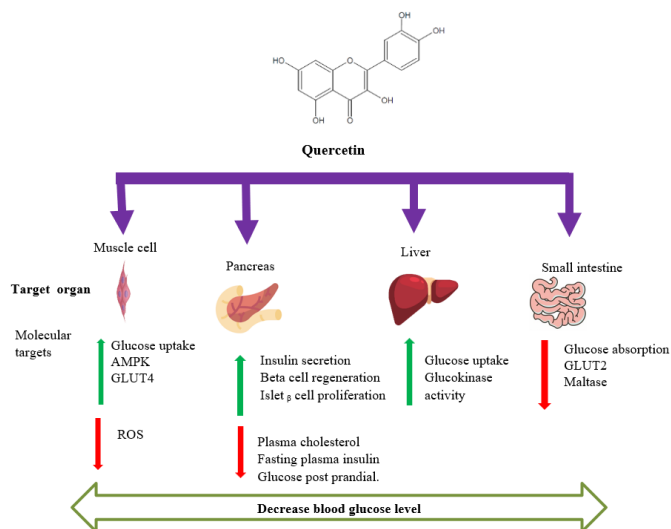 OH
OH
HO
O
OH
OH
O
Quercetin
Muscle cell
Pancreas
Liver
Small intestine
Target organ
Molecular
targets
Glucose uptake
AMPK
GLUT4
ROS
Insulin secretion
Beta cell regeneration
Islet β cell proliferation
Plasma cholesterol
Fasting plasma insulin
Glucose post prandial.
Glucose uptake
Glucokinase
activity
Glucose absorption
GLUT2
Maltase
Decrease blood glucose level